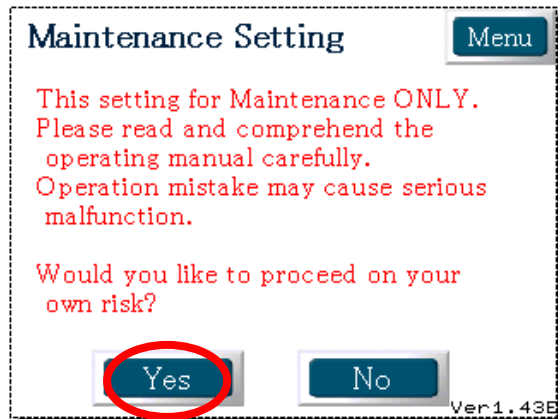 Maintenance Setting
Menu
This setting for Maintenance ONLY.
Please read and comprehend the
operating manual carefully.
Operation mistake may cause serious
malfunction.
Would you like to proceed on your
own risk?
Yes
No
Ver1.43E